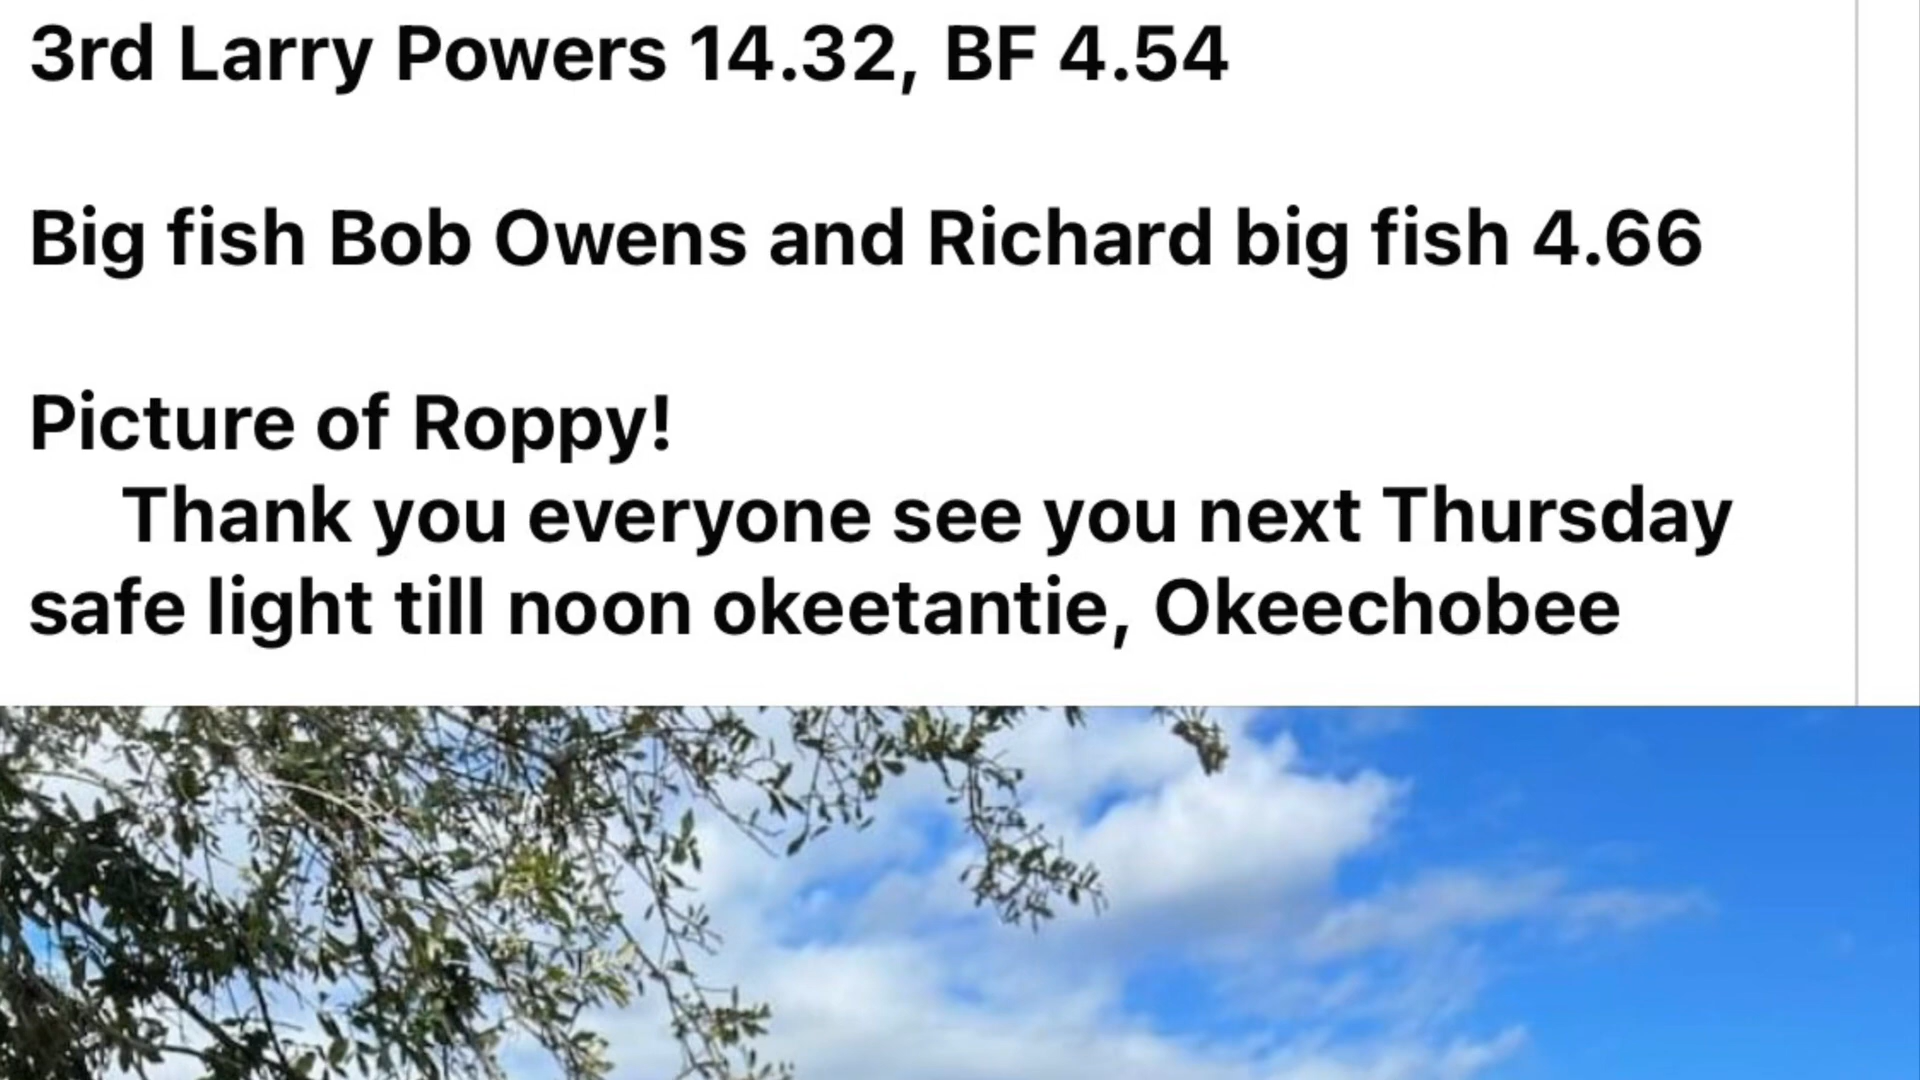 3rd Larry Powers 14.32, BF 4.54
Big fish Bob Owens and Richard big fish 4.66
Picture of Roppy!
Thank you everyone see you next Thursday
safe light till noon okeetantie, Okeechobee